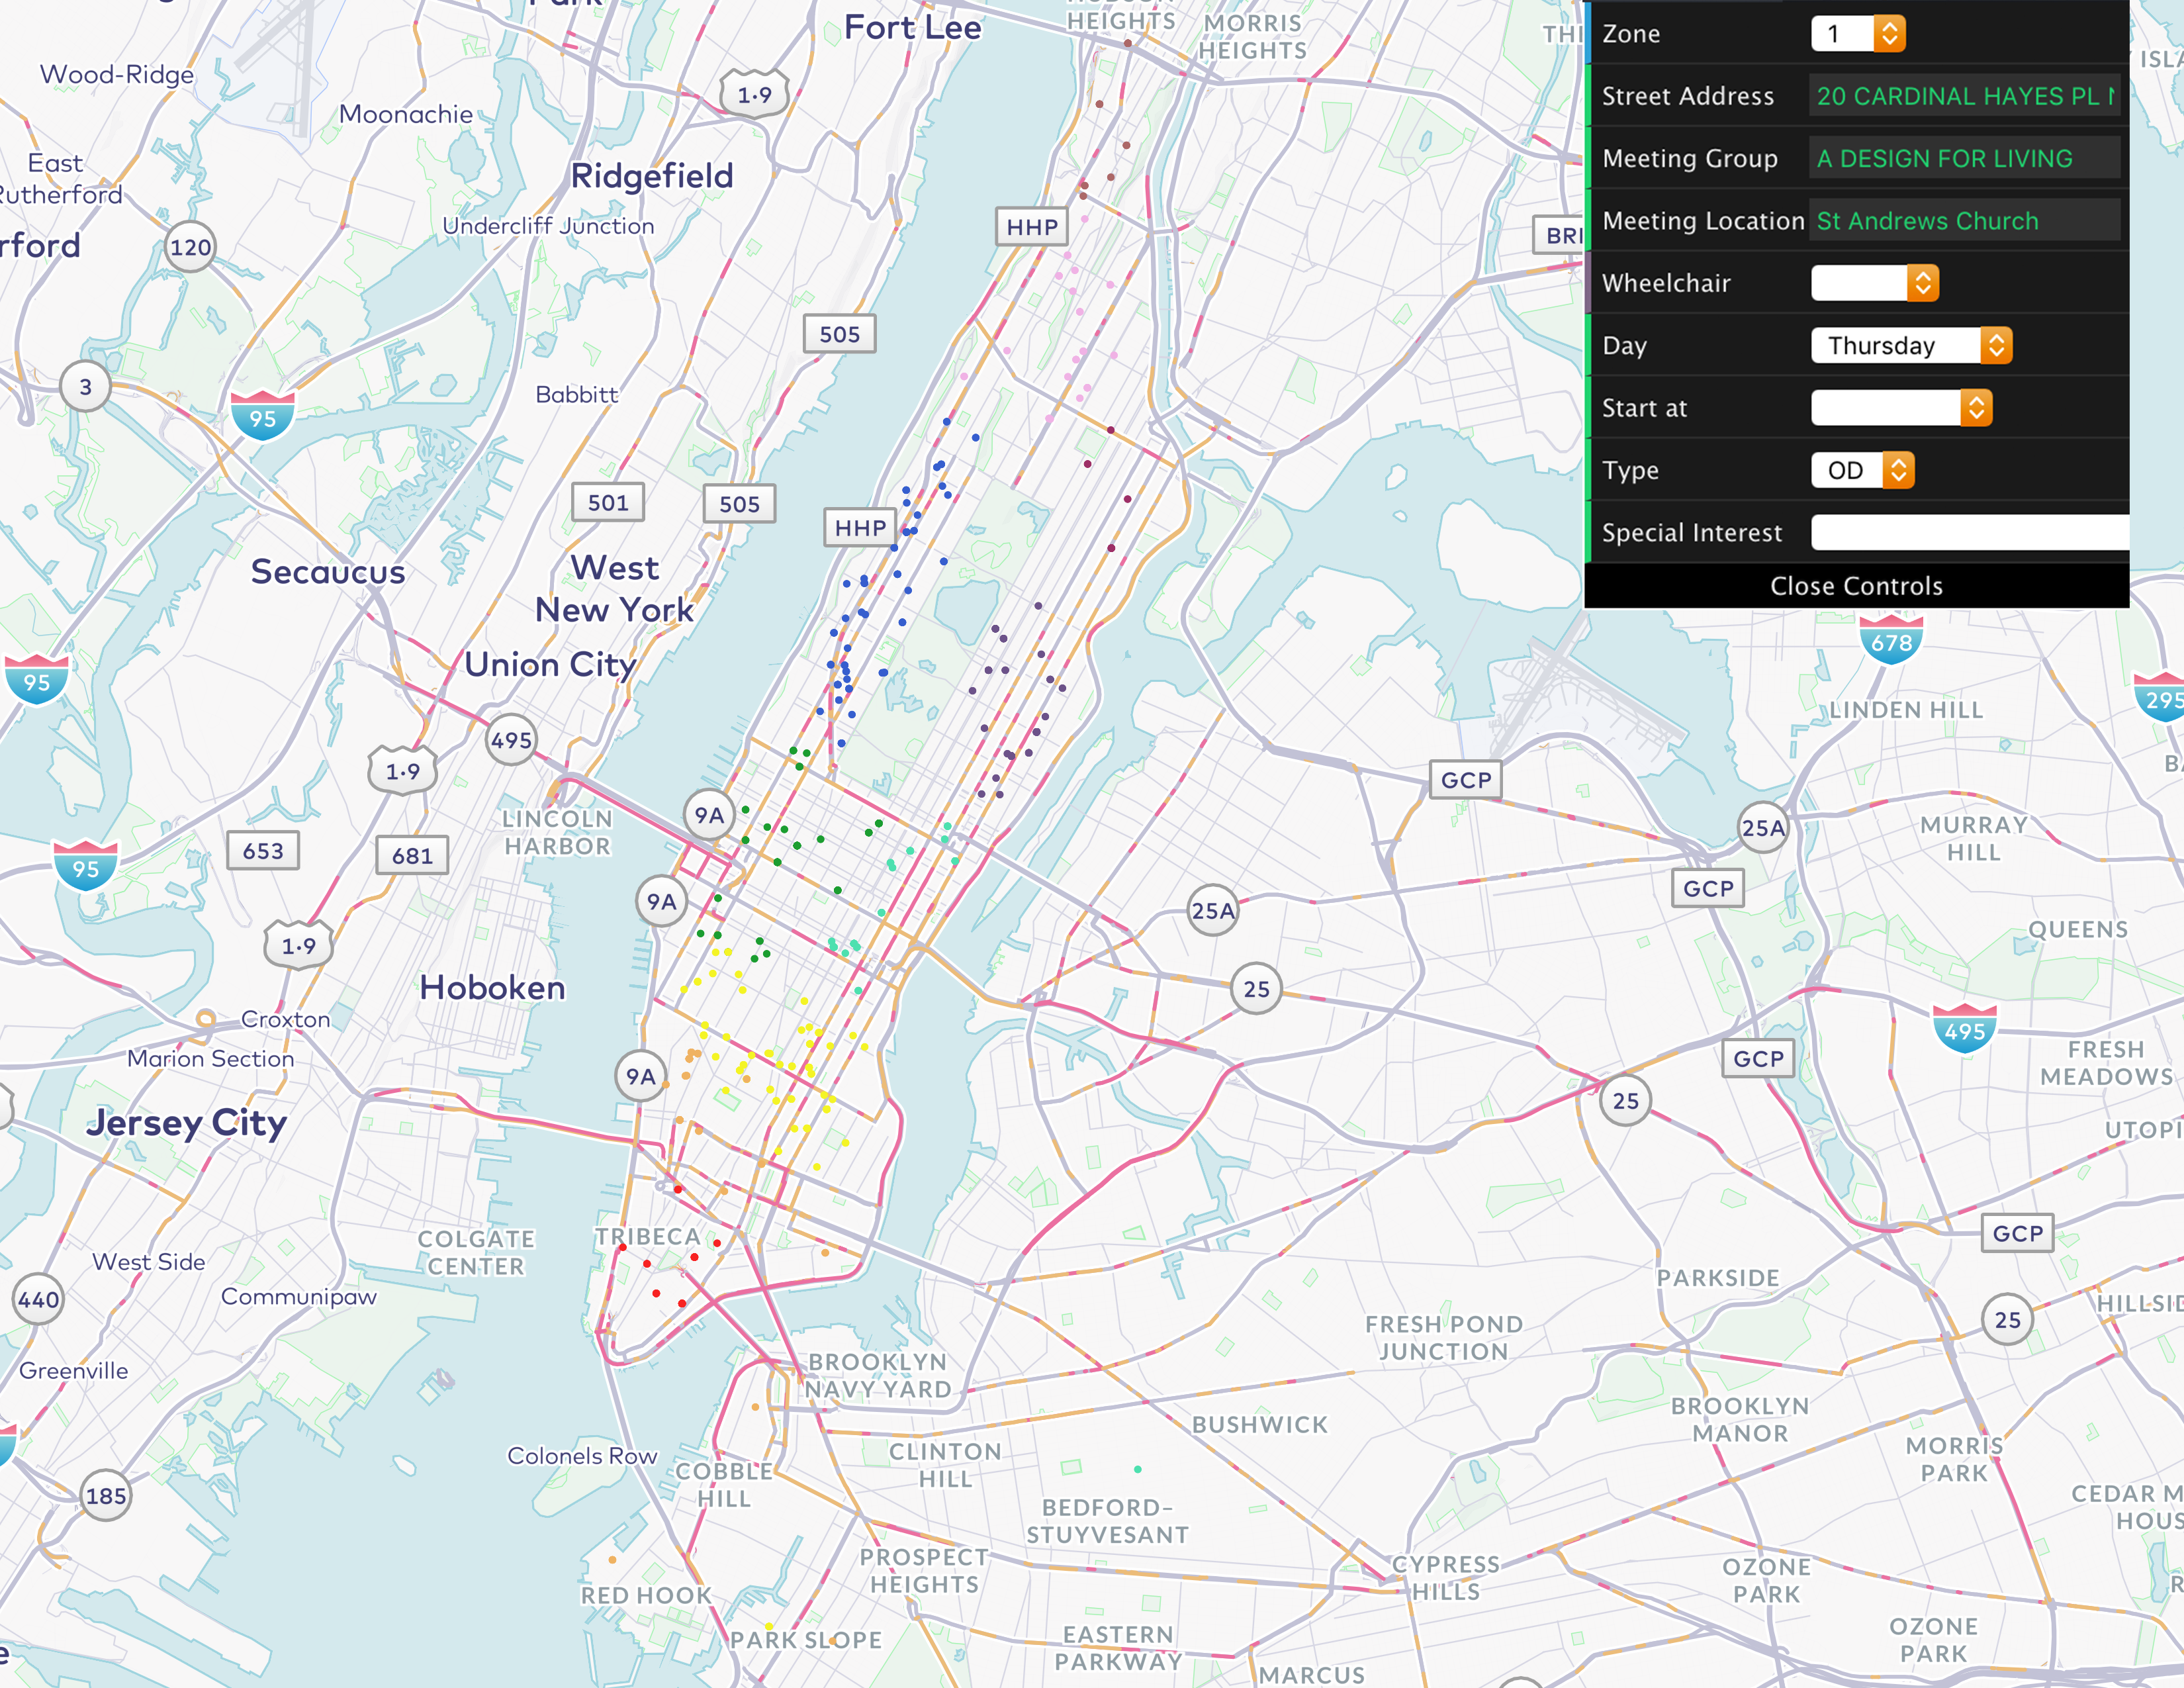 Park
Fort Lee
HUDSON
HEIGHTS
MORRIS
HEIGHTS
Wood-Ridge
1·9
Moonachie
East
Rutherford
Ridgefield
Undercliff Junction
HHP
rford
120
BRI
505
3
95
Babbitt
501
505
HHP
Secaucus
West
New York
Union City
95
495
1·9
678
295
LINDEN HILL
GCP
LINCOLN
HARBOR
9A
653
681
95
25A
MURRAY
HILL
GCP
9A
25A
1·9
QUEENS
Hoboken
25
Croxton
495
Marion Section
GCP
FRESH
MEADOWS
9A
25
Jersey City
UTOPI
TRIBECA
COLGATE
CENTER
GCP
West Side
PARKSIDE
440
Communipaw
HILLSID
25
FRESH POND
JUNCTION
Greenville
BROOKLYN
NAVY YARD
BUSHWICK
BROOKLYN
MANOR
CLINTON
HILL
MORRIS
PARK
Colonels Row
COBBLE
HILL
185
BEDFORD-
STUYVESANT
CEDAR M
HOUS
PROSPECT
HEIGHTS
CYPRESS
HILLS
OZONE
PARK
RED HOOK
PARK SLOPE
EASTERN
PARKWAY
OZONE
PARK
MARCUS
THI
ISLA
Zone 1
Street Address 20 CARDINAL HAYES PL N
Meeting Group A DESIGN FOR LIVING
Meeting Location St Andrews Church
Wheelchair
Day Thursday
Start at
Type OD
Special Interest
Close Controls